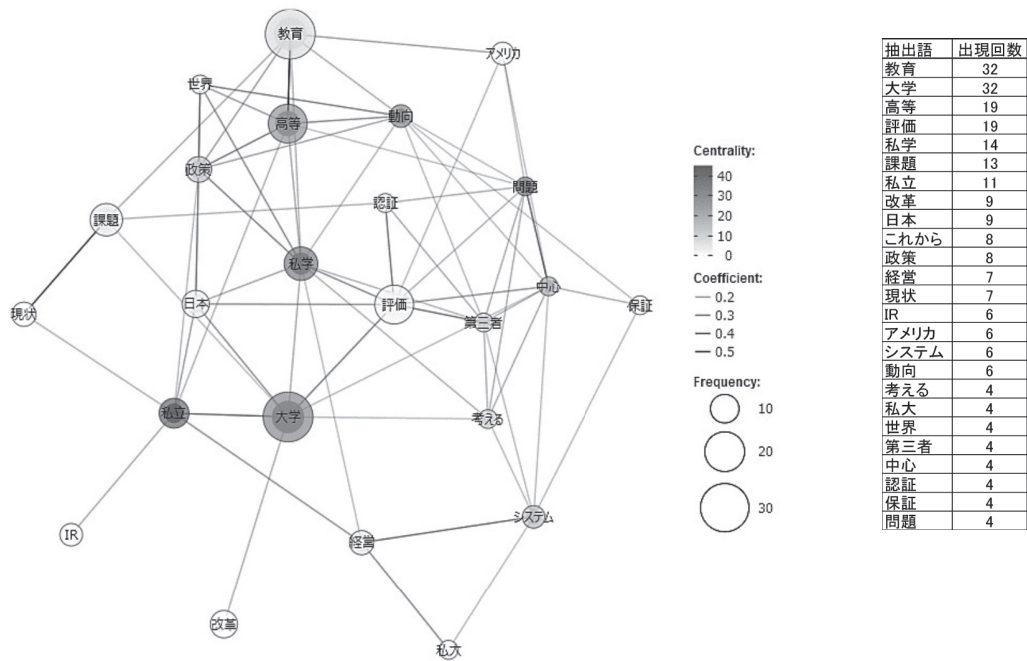 教育
アメリカ
世界
高等
動向
政策
問題
認証
課題
私学
中心
日本
評価
保証
現状
第三者
私立
大学
考える
システム
IR
経営
改革
私大
Centrality:
40
30
20
10
0
Coefficient:
0.2
0.3
0.4
0.5
Frequency:
10
20
30
抽出語 出現回数
教育 32
大学 32
高等 19
評価 19
私学 14
課題 13
私立 11
改革 9
日本 9
これから 8
政策 8
経営 7
現状 7
IR 6
アメリカ 6
システム 6
動向 6
考える 4
私大 4
世界 4
第三者 4
中心 4
認証 4
保証 4
問題 4